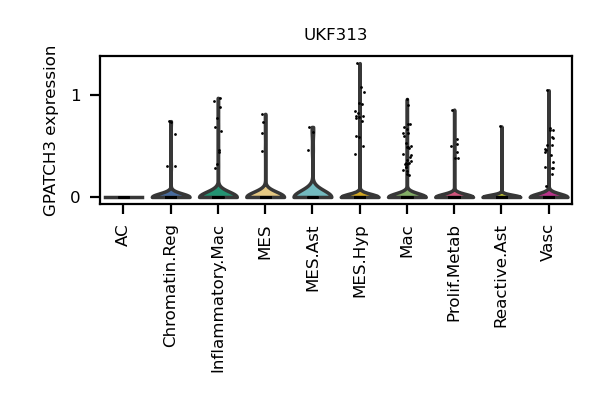 UKF313
GPATCH3 expression
1
0
AC
Chromatin.Reg
Inflammatory.Mac
MES
MES.Ast
MES.Hyp
Mac
Prolif.Metab
Reactive.Ast
Vasc